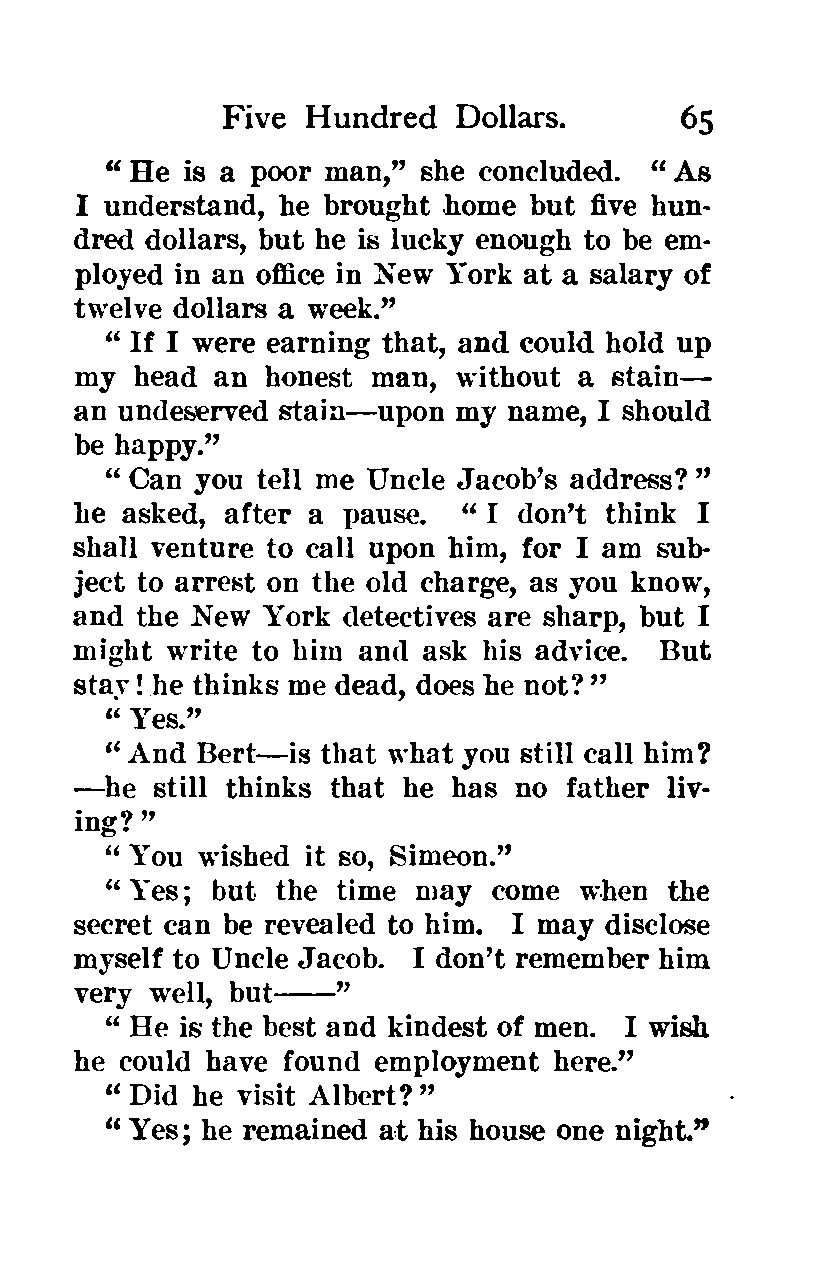 Five Hundred Dollars. 65
“ He is a poor man,” she concluded. “ As
I understand, he brought home but five hun-
dred dollars, but he is lucky enough to be em-
ployed in an office in New York at a salary of
twelve dollars a week.”
“ If I were earning that, and could hold up
my head an honest man, without a stain—
an undeserved stain—upon my name, I should
be happy.”
“ Can you tell me Uncle Jacob’s address? ”
he asked, after a pause. “ I don’t think I
shall venture to call upon him, for I am sub-
ject to arrest on the old charge, as you know,
and the New York detectives are sharp, but I
might write to him and ask his advice. But
stay! he thinks me dead, does he not? ”
“ Yes.”
“ And Bert—is that what you still call him?
—he still thinks that he has no father liv-
ing? ”
“ You wished it so, Simeon.”
“ Yes; but the time may come when the
secret can be revealed to him. I may disclose
myself to Uncle Jacob. I don’t remember him
very well, but——”
“ He is the best and kindest of men. I wish
he could have found employment here.”
“ Did he visit Albert? ”
“ Yes; he remained at his house one night.”